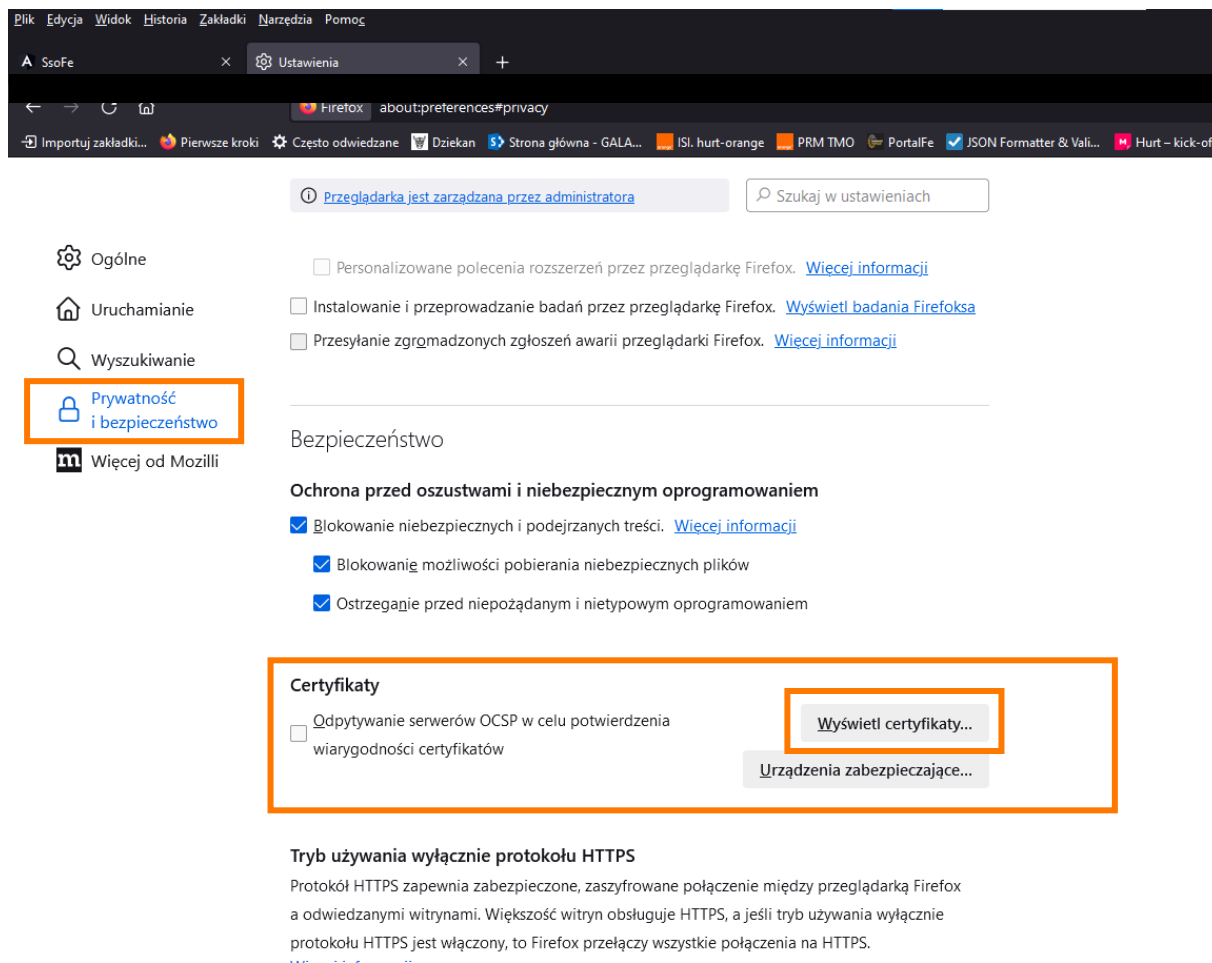 Plik Edycja Widok Historia Zakładki Narzędzia Pomoc
SsoFe Ustawienia
Firefox about:preferences#privacy
Importuj zakładki... Pierwsze kroki Często odwiedzane Dziekan Strona główna - GALA... ISI. hurt-orange PRM TMO PortalFe JSON Formatter & Vali... Hurt – kick-of
Przeglądarka jest zarządzana przez administratora
Szukaj w ustawieniach
Ogólne
Uruchamianie
Wyszukiwanie
Prywatność
i bezpieczeństwo
Więcej od Mozilli
Personalizowane polecenia rozszerzeń przez przeglądarkę Firefox. Więcej informacji
Instalowanie i przeprowadzanie badań przez przeglądarkę Firefox. Wyświetl badania Firefoksa
Przesyłanie zgromadzonych zgłoszeń awarii przeglądarki Firefox. Więcej informacji
Bezpieczeństwo
Ochrona przed oszustwami i niebezpiecznym oprogramowaniem
Blokowanie niebezpiecznych i podejrzanych treści. Więcej informacji
Blokowanie możliwości pobierania niebezpiecznych plików
Ostrzeganie przed niepożądanym i nietypowym oprogramowaniem
Certyfikaty
Odpytywanie serwerów OCSP w celu potwierdzenia
wiarygodności certyfikatów
Wyświetl certyfikaty...
Urządzenia zabezpieczające...
Tryb używania wyłącznie protokołu HTTPS
Protokół HTTPS zapewnia zabezpieczone, zaszyfrowane połączenie między przeglądarką Firefox
a odwiedzanymi witrynami. Większość witryn obsługuje HTTPS, a jeśli tryb używania wyłącznie
protokołu HTTPS jest włączony, to Firefox przełączy wszystkie połączenia na HTTPS.